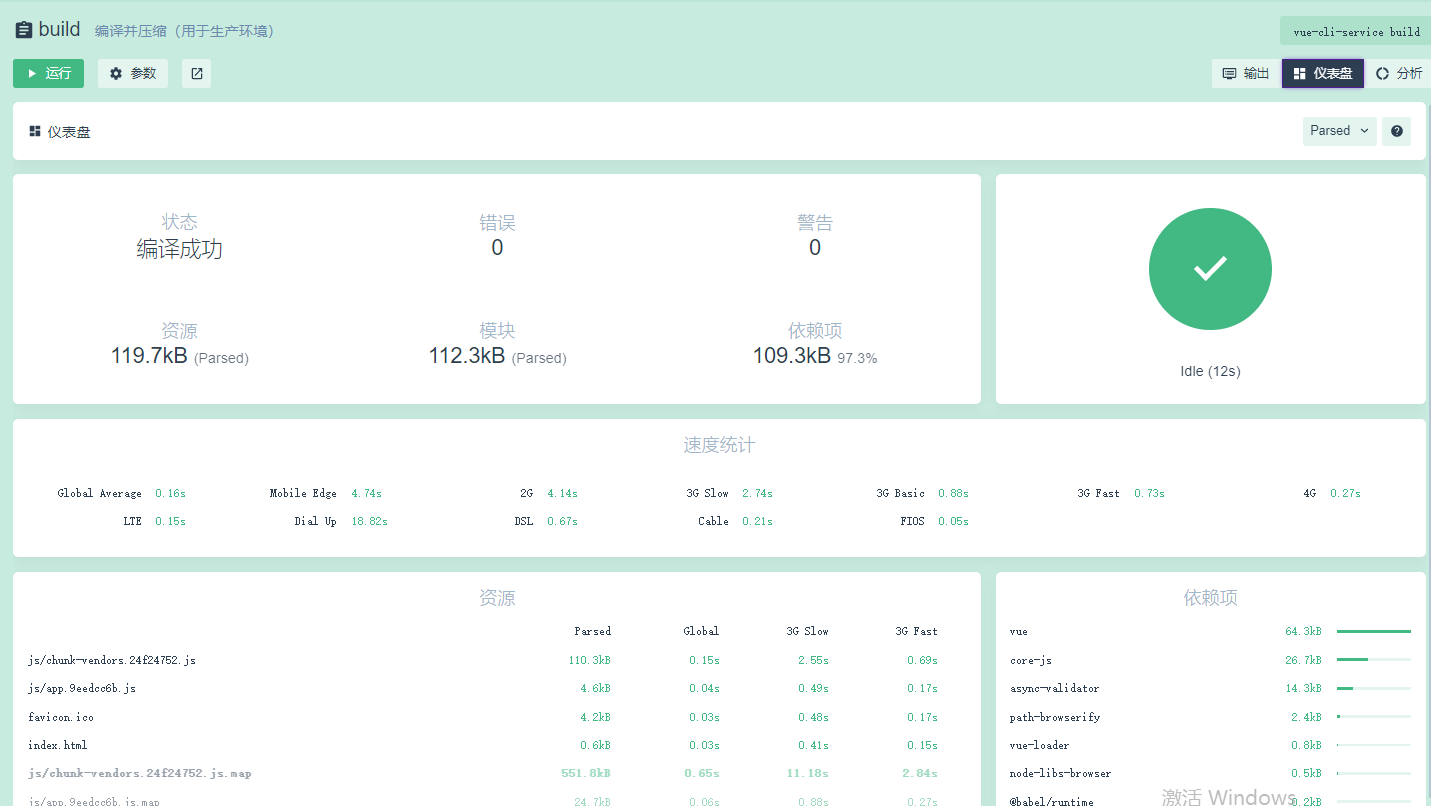 build 编译并压缩（用于生产环境） vue-cli-service build
运行 参数 输出 仪表盘 分析
仪表盘 Parsed
状态 错误 警告
编译成功 0 0
资源 模块 依赖项
119.7kB (Parsed) 112.3kB (Parsed) 109.3kB 97.3%
Idle (12s)
速度统计
Global Average 0.16s Mobile Edge 4.74s 2G 4.14s 3G Slow 2.74s 3G Basic 0.88s 3G Fast 0.73s 4G 0.27s
LTE 0.15s Dial Up 18.82s DSL 0.67s Cable 0.21s FIOS 0.05s
资源
Parsed Global 3G Slow 3G Fast
js/chunk-vendors.24f24752.js 110.3kB 0.15s 2.55s 0.69s
js/app.9eedcc6b.js 4.6kB 0.04s 0.49s 0.17s
favicon.ico 4.2kB 0.03s 0.48s 0.17s
index.html 0.6kB 0.03s 0.41s 0.15s
js/chunk-vendors.24f24752.js.map 551.8kB 0.65s 11.18s 2.84s
js/app.9eedcc6b.js.map 24.7kB 0.06s 0.88s 0.27s
依赖项
vue 64.3kB
core-js 26.7kB
async-validator 14.3kB
path-browserify 2.4kB
vue-loader 0.8kB
node-libs-browser 0.5kB
@babel/runtime 0.2kB
激活 Windows